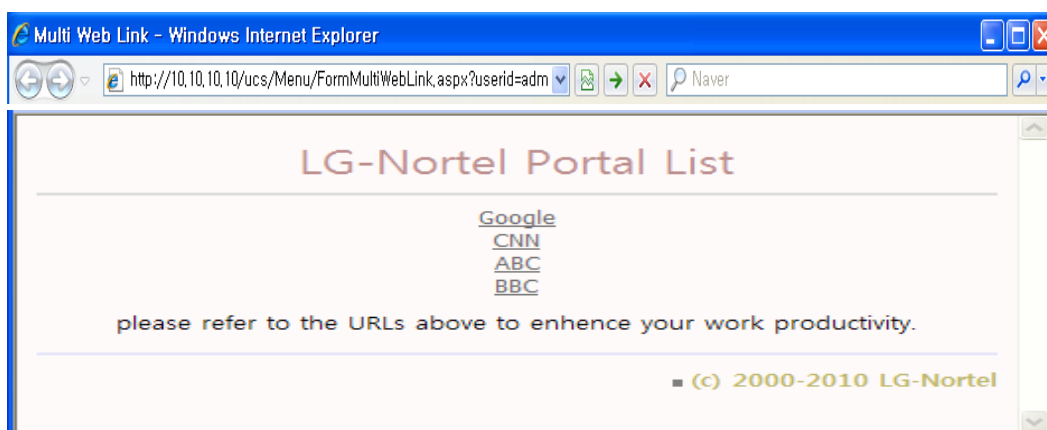 Multi Web Link - Windows Internet Explorer
http://10,10,10,10/ucs/Menu/FormMultiWebLink,aspx?userid=adm
Naver
LG-Nortel Portal List
Google
CNN
ABC
BBC
please refer to the URLs above to enhence your work productivity.
(c) 2000-2010 LG-Nortel